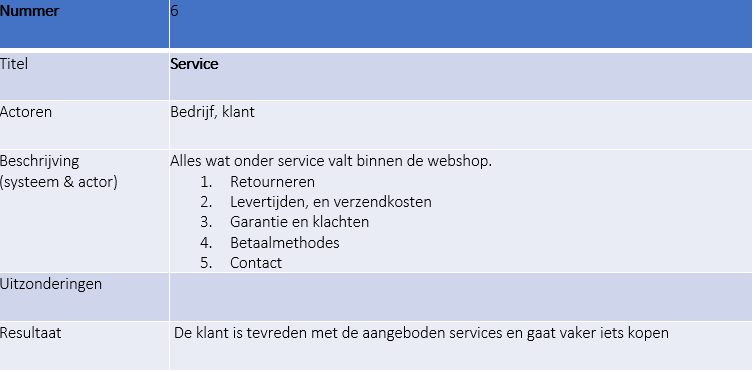 Nummer 6
Titel Service
Actoren Bedrijf, klant
Beschrijving Alles wat onder service valt binnen de webshop.
(systeem & actor) 1. Retourneren
2. Levertijden, en verzendkosten
3. Garantie en klachten
4. Betaalmethodes
5. Contact
Uitzonderingen
Resultaat De klant is tevreden met de aangeboden services en gaat vaker iets kopen